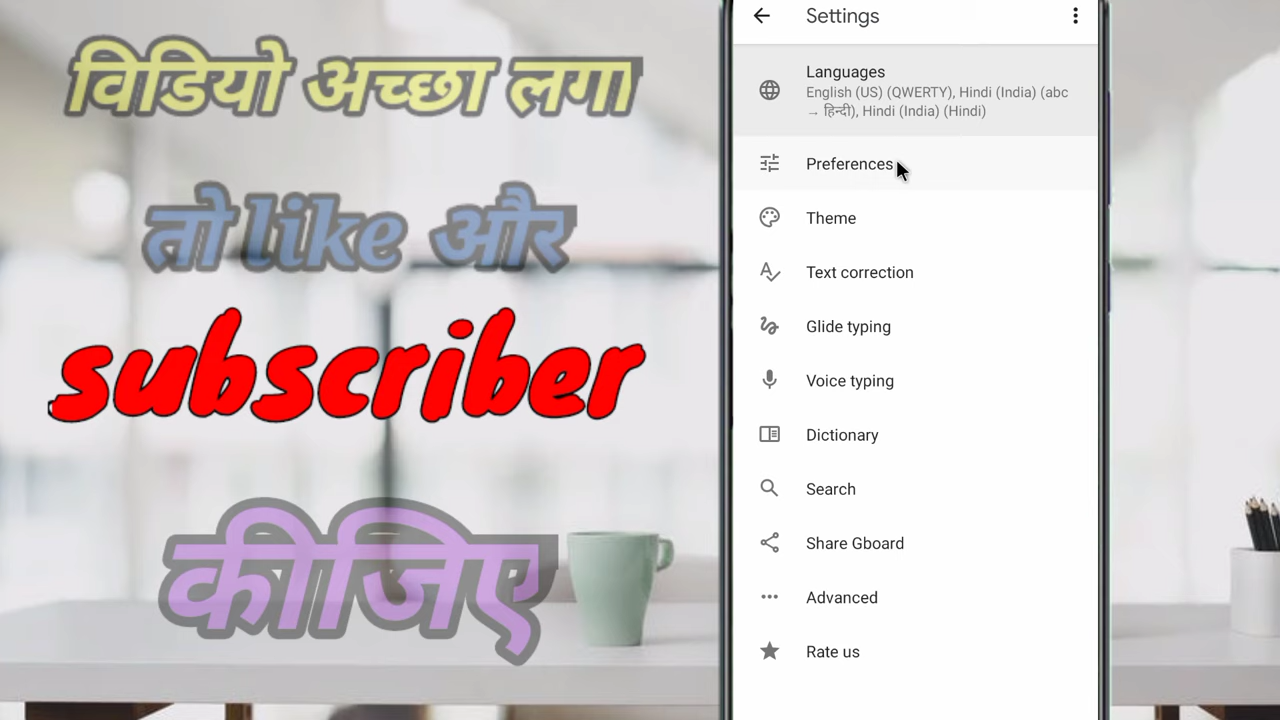 विडियो अच्छा लगा
तो like और
subscriber
कीजिए
Settings
Languages
English (US) (QWERTY), Hindi (India) (abc
→ हिन्दी), Hindi (India) (Hindi)
Preferences
Theme
Text correction
Glide typing
Voice typing
Dictionary
Search
Share Gboard
Advanced
Rate us